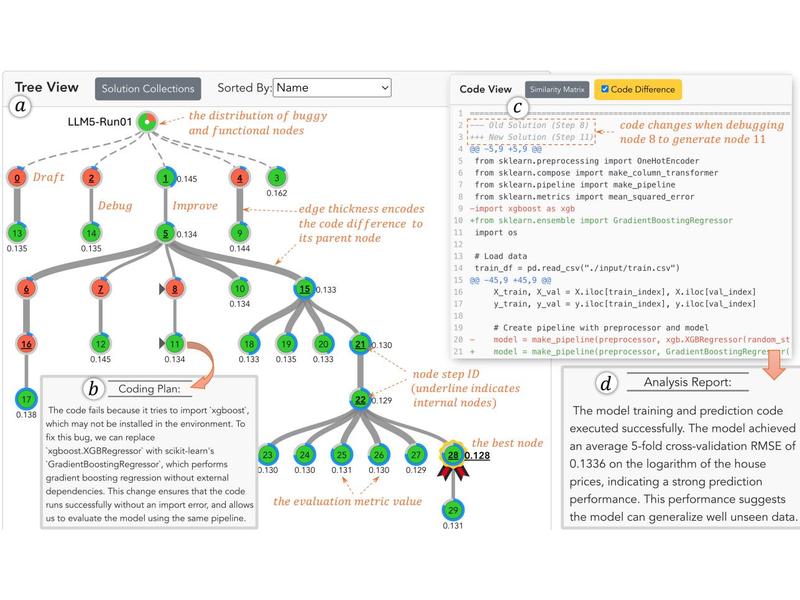 Tree View
Solution Collections
Sorted By:
Name
a
LLM5-Run01
the distribution of buggy
and functional nodes
0
2
1
0.145
4
3
0.162
Draft
Debug
Improve
edge thickness encodes
the code difference to
its parent node
13
0.135
14
0.135
5
0.134
9
0.144
6
7
8
10
0.134
15
0.133
16
12
0.145
11
0.134
18
0.133
19
0.135
20
0.133
21
0.130
17
0.138
node step ID
(underline indicates
internal nodes)
22
0.129
23
0.130
24
0.130
25
0.131
26
0.130
27
0.129
28
0.128
the best node
the evaluation metric value
29
0.131
b
Coding Plan:
The code fails because it tries to import `xgboost`,
which may not be installed in the environment. To
fix this bug, we can replace
`xgboost.XGBRegressor` with scikit-learn's
`GradientBoostingRegressor`, which performs
gradient boosting regression without external
dependencies. This change ensures that the code
runs successfully without an import error, and allows
us to evaluate the model using the same pipeline.
Code View
Similarity Matrix
Code Difference
c
1
2 --- Old Solution (Step 8)
3 +++ New Solution (Step 11)
code changes when debugging
node 8 to generate node 11
4 @@ -5,9 +5,9 @@
5 from sklearn.preprocessing import OneHotEncoder
6 from sklearn.compose import make_column_transformer
7 from sklearn.pipeline import make_pipeline
8 from sklearn.metrics import mean_squared_error
9 -import xgboost as xgb
10 +from sklearn.ensemble import GradientBoostingRegressor
11 import os
12
13 # Load data
14 train_df = pd.read_csv("./input/train.csv")
15 @@ -45,9 +45,9 @@
16 X_train, X_val = X.iloc[train_index], X.iloc[val_index]
17 y_train, y_val = y.iloc[train_index], y.iloc[val_index]
18
19 # Create pipeline with preprocessor and model
20 - model = make_pipeline(preprocessor, xgb.XGBRegressor(random_st
21 + model = make_pipeline(preprocessor, GradientBoostingRegressor(
d
Analysis Report:
The model training and prediction code
executed successfully. The model achieved
an average 5-fold cross-validation RMSE of
0.1336 on the logarithm of the house
prices, indicating a strong prediction
performance. This performance suggests
the model can generalize well unseen data.